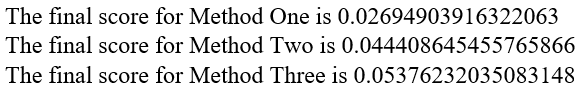 The final score for Method One is 0.02694903916322063
The final score for Method Two is 0.044408645455765866
The final score for Method Three is 0.05376232035083148